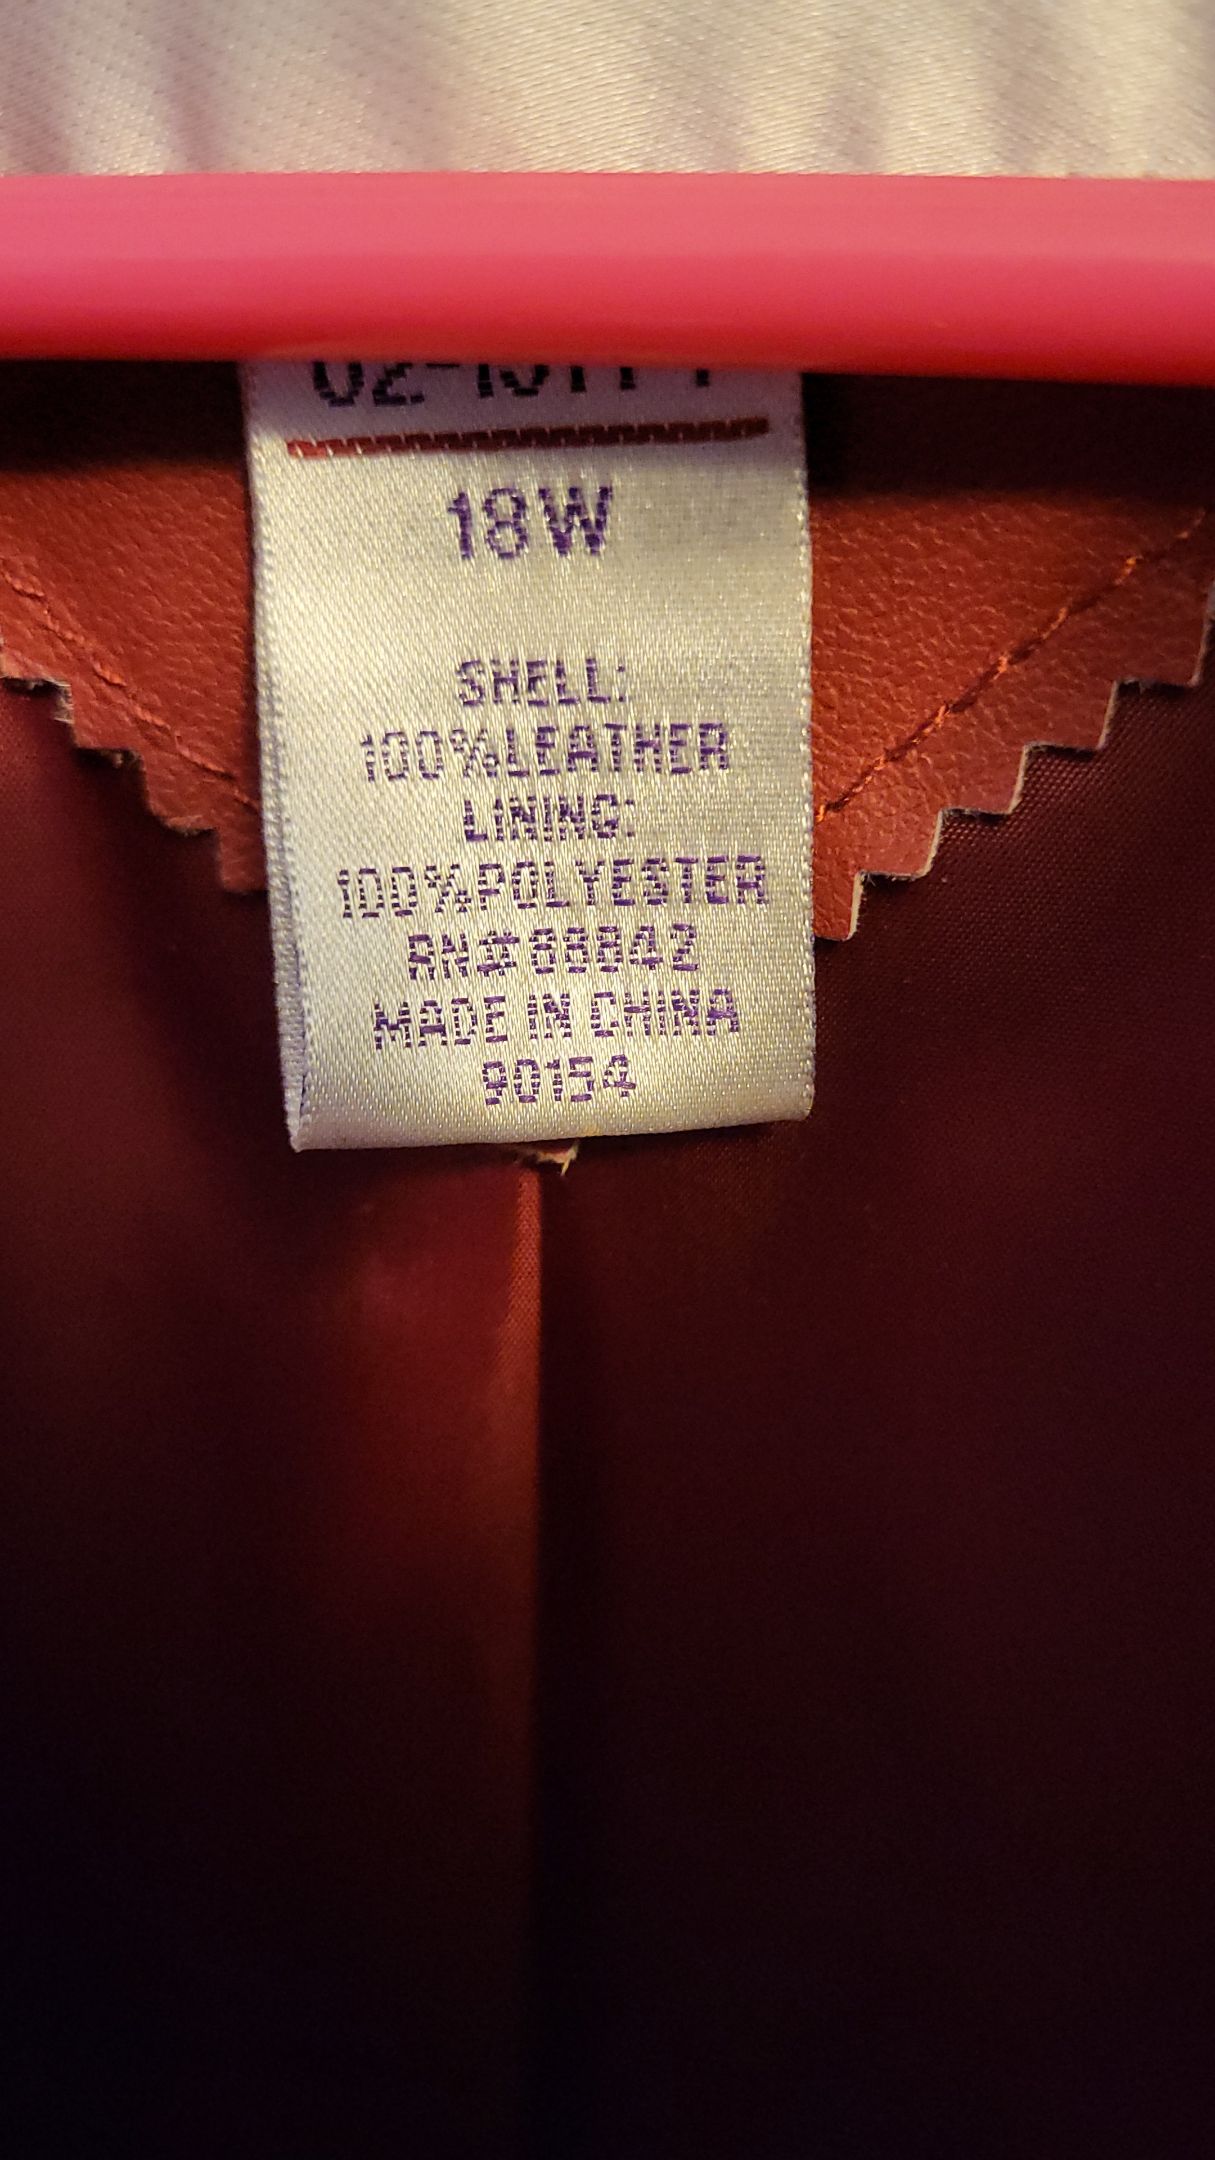 18W
SHELL:
100%LEATHER
LINING:
100%POLYESTER
RN#88842
MADE IN CHINA
90154